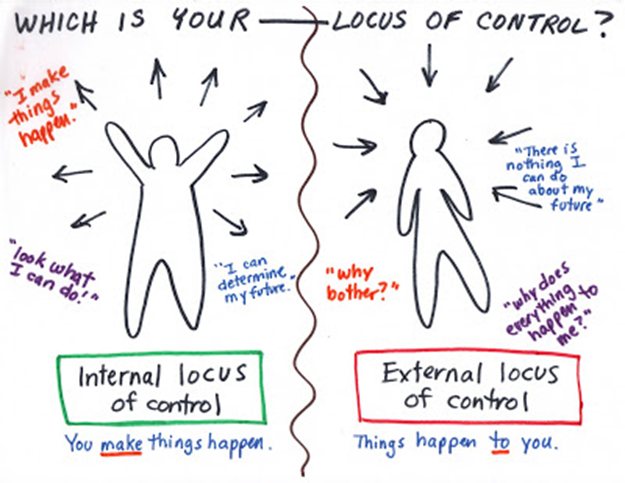 WHICH IS YOUR — LOCUS OF CONTROL?
"I make
things
happen."
"look what
I can do!"
"I can
determine
my future."
Internal locus
of control
You make things happen.
"There is
nothing I
can do
about my
future"
"why
bother?"
"why does
everything
happen to
me?"
External locus
of control
Things happen to you.